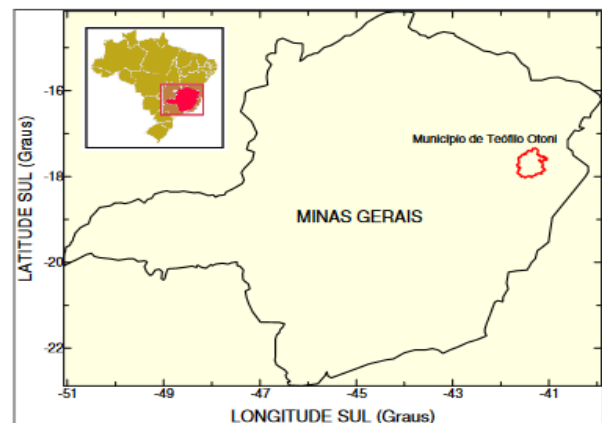 LATITUDE SUL (Graus)
-16
-18
-20
-22
Município de Teófilo Otoni
MINAS GERAIS
-51
-49
-47
-45
-43
-41
LONGITUDE SUL (Graus)